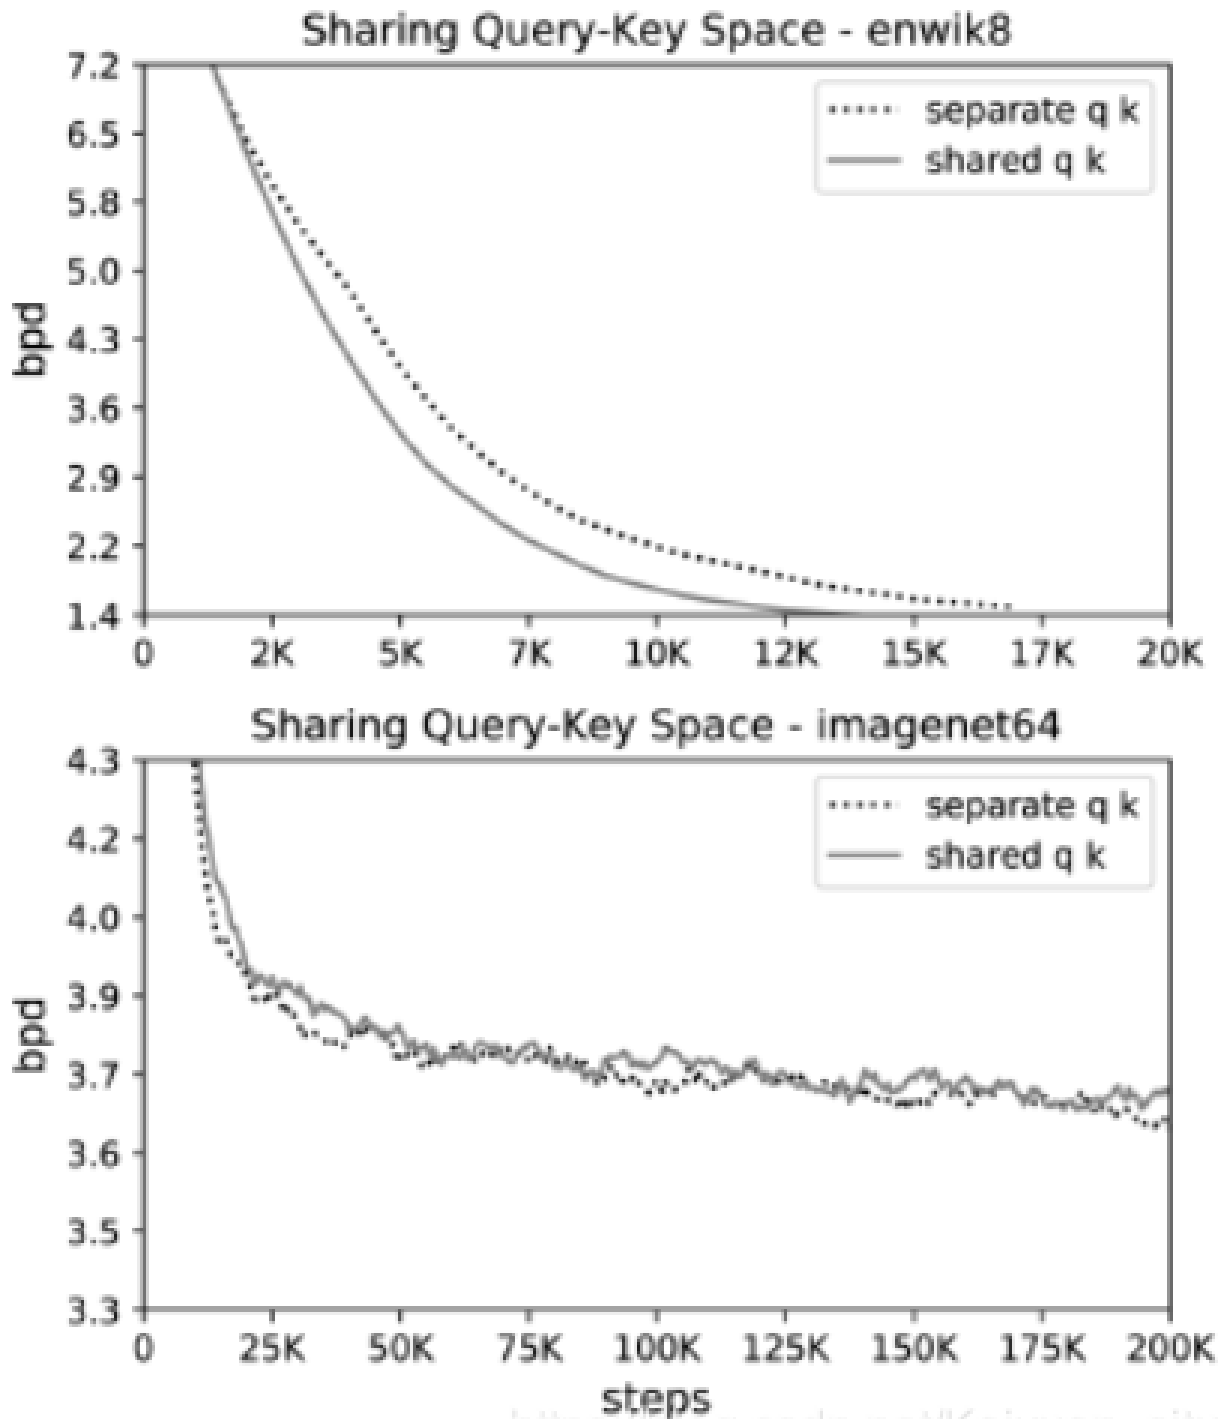 Sharing Query-Key Space - enwik8
7.2
separate q k
6.5
shared q k
5.8
5.0
bpd
4.3
3.6
2.9
2.2
1.4
0 2K 5K 7K 10K 12K 15K 17K 20K
Sharing Query-Key Space - imagenet64
4.3
separate q k
4.2
shared q k
4.0
3.9
bpd
3.7
3.6
3.5
3.3
0 25K 50K 75K 100K 125K 150K 175K 200K
steps